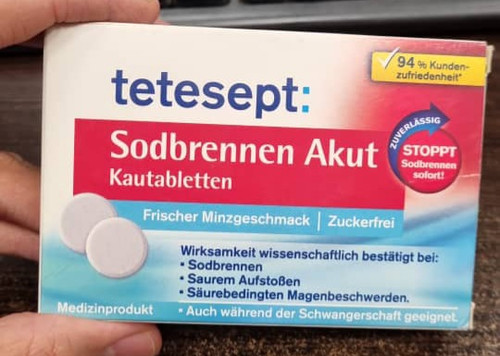 94 % Kunden-
zufriedenheit*
tetesept:
ZUVERLÄSSIG
STOPPT
Sodbrennen
sofort!
Sodbrennen Akut
Kautabletten
Frischer Minzgeschmack | Zuckerfrei
Wirksamkeit wissenschaftlich bestätigt bei:
• Sodbrennen
• Saurem Aufstoßen
• Säurebedingten Magenbeschwerden.
Medizinprodukt
• Auch während der Schwangerschaft geeignet.